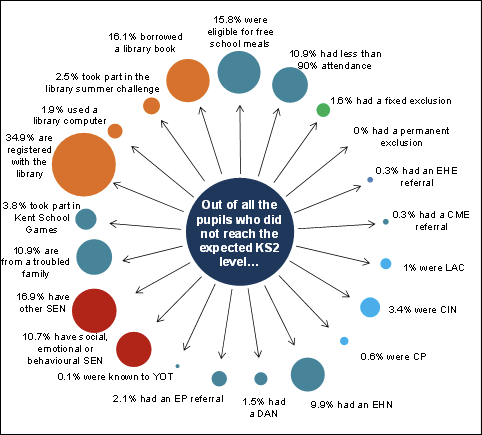 15.8% were
eligible for free
school meals
10.9% had less than
90% attendance
1.6% had a fixed exclusion
0% had a permanent
exclusion
0.3% had an EHE
referral
0.3% had a CME
referral
1% were LAC
3.4% were CIN
0.6% were CP
9.9% had an EHN
1.5% had
a DAN
2.1% had an EP referral
0.1% were known to YOT
10.7% have social,
emotional or
behavioural SEN
16.9% have
other SEN
10.9% are
from a troubled
family
3.8% took part in
Kent School
Games
34.9% are
registered
with the
library
1.9% used a
library computer
2.5% took part in the
library summer challenge
16.1% borrowed
a library book
Out of all the
pupils who did
not reach the
expected KS2
level...